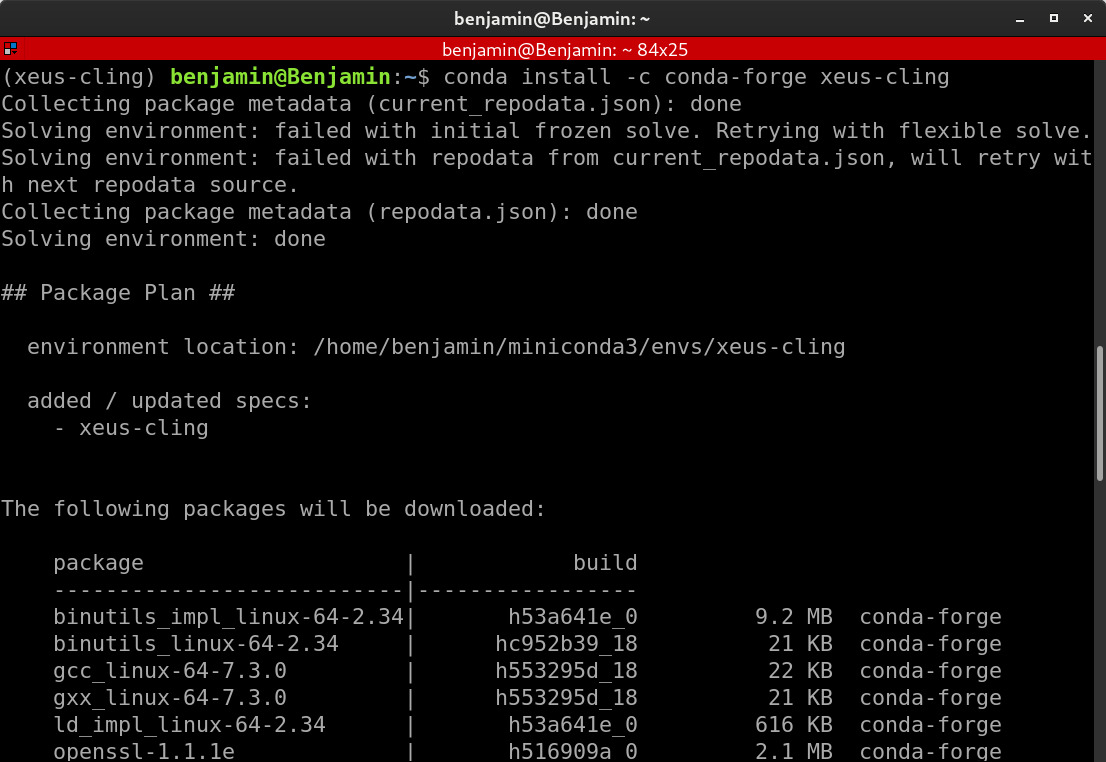 benjamin@Benjamin: ~
benjamin@Benjamin: ~ 84x25
(xeus-cling) benjamin@Benjamin:~$ conda install -c conda-forge xeus-cling
Collecting package metadata (current_repodata.json): done
Solving environment: failed with initial frozen solve. Retrying with flexible solve.
Solving environment: failed with repodata from current_repodata.json, will retry wit
h next repodata source.
Collecting package metadata (repodata.json): done
Solving environment: done

## Package Plan ##

  environment location: /home/benjamin/miniconda3/envs/xeus-cling

  added / updated specs:
    - xeus-cling


The following packages will be downloaded:

    package                    |            build
    ---------------------------|-----------------
    binutils_impl_linux-64-2.34|       h53a641e_0         9.2 MB  conda-forge
    binutils_linux-64-2.34     |      hc952b39_18          21 KB  conda-forge
    gcc_linux-64-7.3.0         |      h553295d_18          22 KB  conda-forge
    gxx_linux-64-7.3.0         |      h553295d_18          21 KB  conda-forge
    ld_impl_linux-64-2.34      |       h53a641e_0         616 KB  conda-forge
    openssl-1.1.1e             |       h516909a_0         2.1 MB  conda-forge